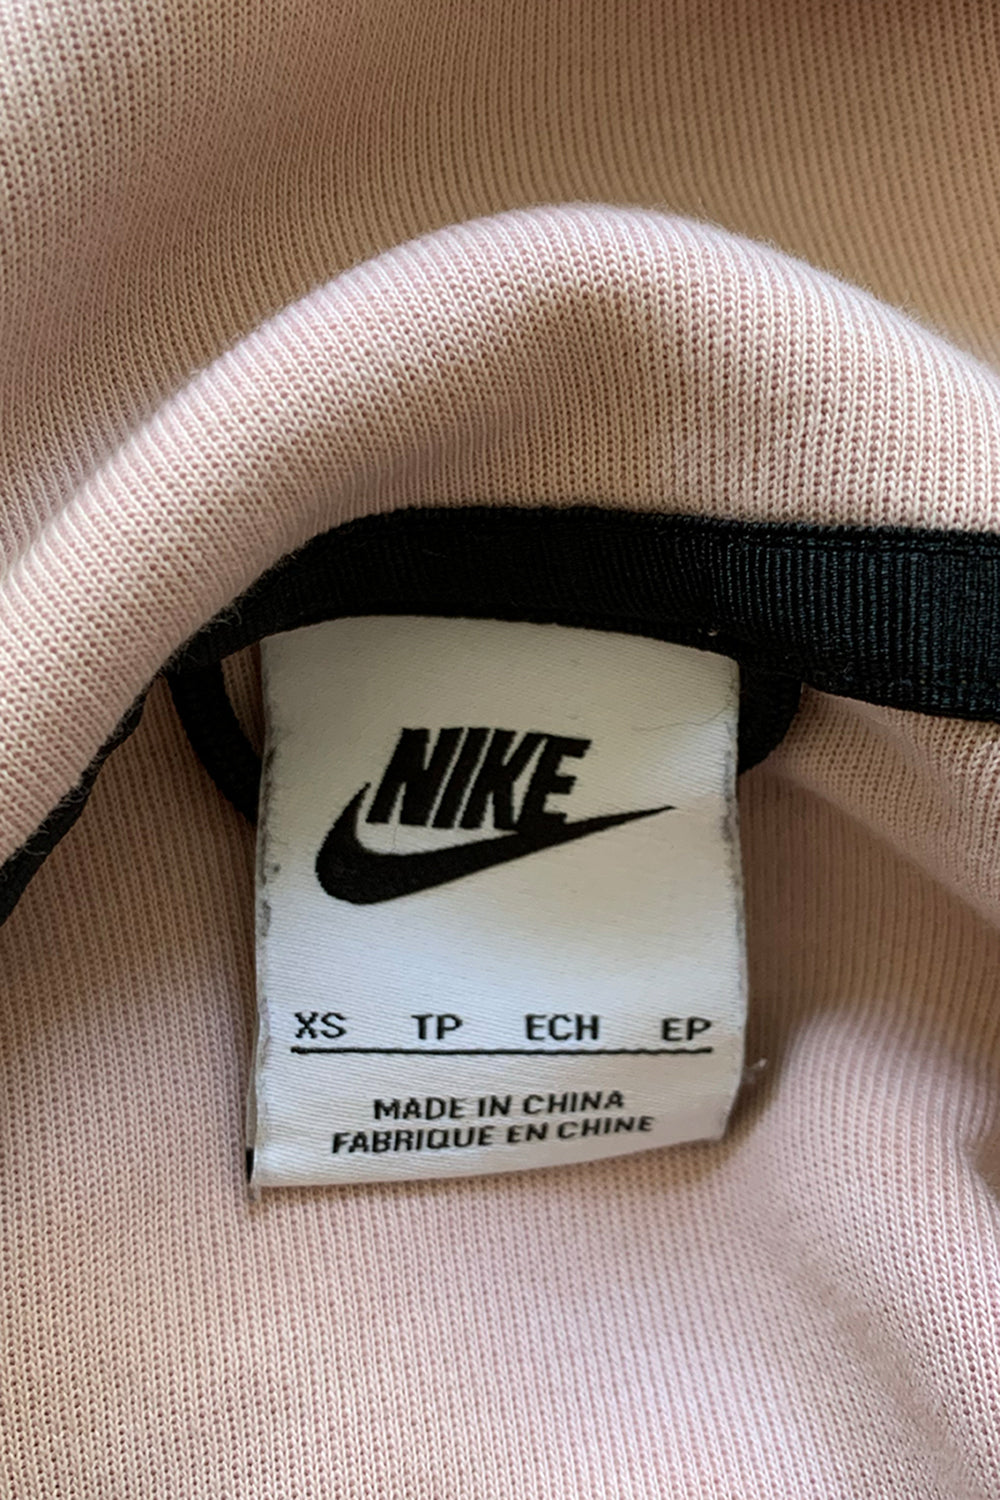 NIKE
XS TP ECH EP
MADE IN CHINA
FABRIQUE EN CHINE